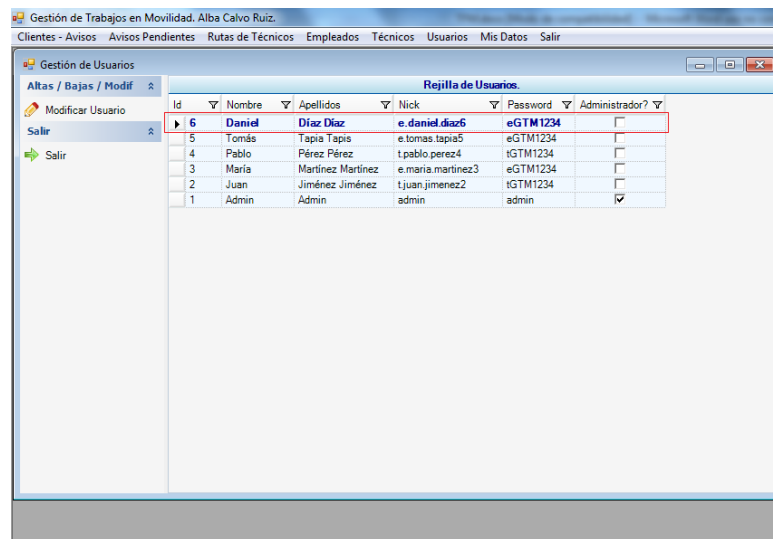 Gestión de Trabajos en Movilidad. Alba Calvo Ruiz.
Clientes - Avisos Avisos Pendientes Rutas de Técnicos Empleados Técnicos Usuarios Mis Datos Salir
Gestión de Usuarios
Altas / Bajas / Modif
Modificar Usuario
Salir
Salir
Rejilla de Usuarios.
Id Nombre Apellidos Nick Password Administrador?
6 Daniel Díaz Díaz e.daniel.diaz6 eGTM1234
5 Tomás Tapia Tapis e.tomas.tapia5 eGTM1234
4 Pablo Pérez Pérez t.pablo.perez4 tGTM1234
3 María Martínez Martínez e.maria.martinez3 eGTM1234
2 Juan Jiménez Jiménez t.juan.jimenez2 tGTM1234
1 Admin Admin admin admin